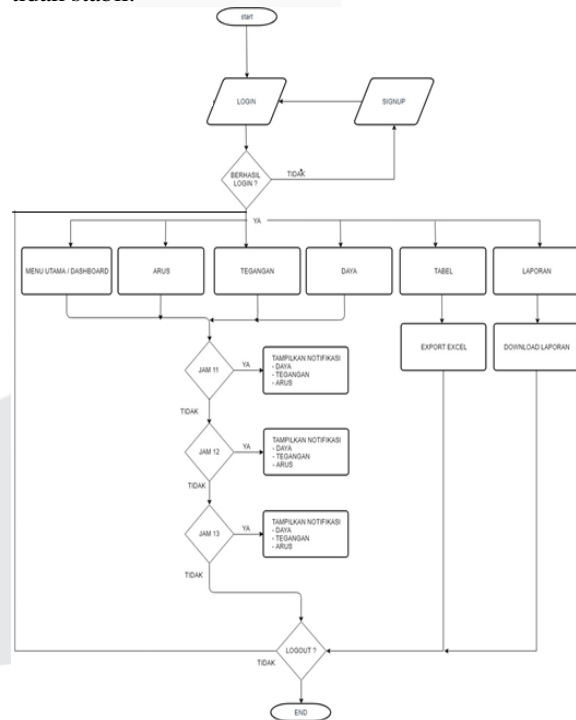 start
LOGIN
SIGNUP
BERHASIL
LOGIN ?
TIDAK
YA
MENU UTAMA / DASHBOARD
ARUS
TEGANGAN
DAYA
TABEL
LAPORAN
EXPORT EXCEL
DOWNLOAD LAPORAN
JAM 11
YA
TAMPILKAN NOTIFIKASI
- DAYA
- TEGANGAN
- ARUS
TIDAK
JAM 12
YA
TAMPILKAN NOTIFIKASI
- DAYA
- TEGANGAN
- ARUS
TIDAK
JAM 13
YA
TAMPILKAN NOTIFIKASI
- DAYA
- TEGANGAN
- ARUS
TIDAK
LOGOUT ?
TIDAK
END